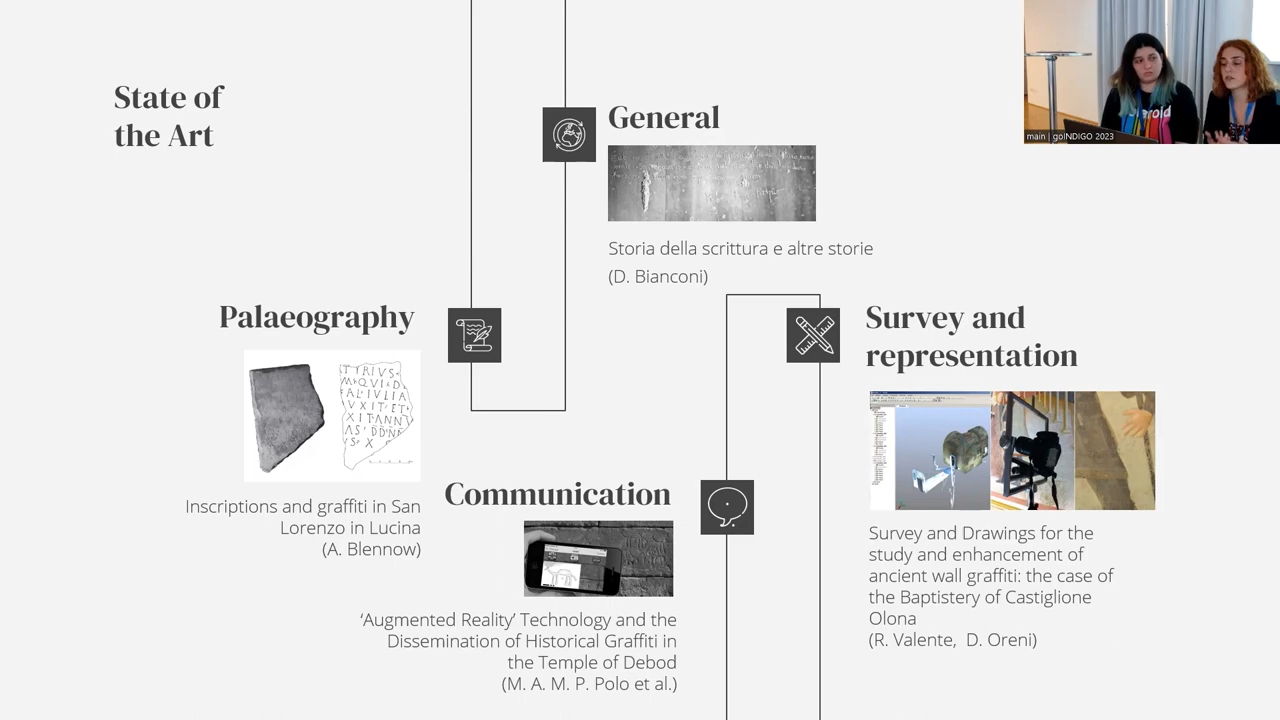 State of
the Art
General
Storia della scrittura e altre storie
(D. Bianconi)
main | goINDIGO 2023
Palaeography
TIRIVS
Inscriptions and graffiti in San
Lorenzo in Lucina
(A. Blennow)
Survey and
representation
Survey and Drawings for the
study and enhancement of
ancient wall graffiti: the case of
the Baptistery of Castiglione
Olona
(R. Valente, D. Oreni)
Communication
‘Augmented Reality’ Technology and the
Dissemination of Historical Graffiti in
the Temple of Debod
(M. A. M. P. Polo et al.)